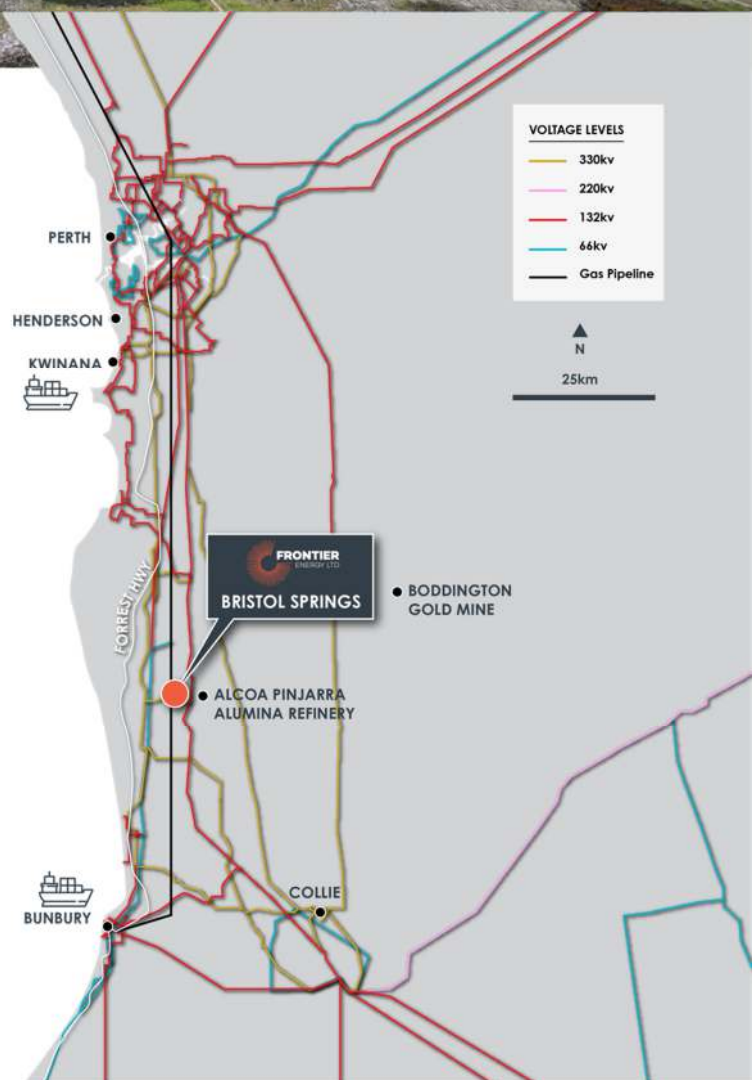 VOLTAGE LEVELS
330kv
220kv
132kv
66kv
Gas Pipeline
N
25km
PERTH
HENDERSON
KWINANA
FORREST HWY
FRONTIER
ENERGY LTD
BRISTOL SPRINGS
BODDINGTON
GOLD MINE
ALCOA PINJARRA
ALUMINA REFINERY
COLLIE
BUNBURY